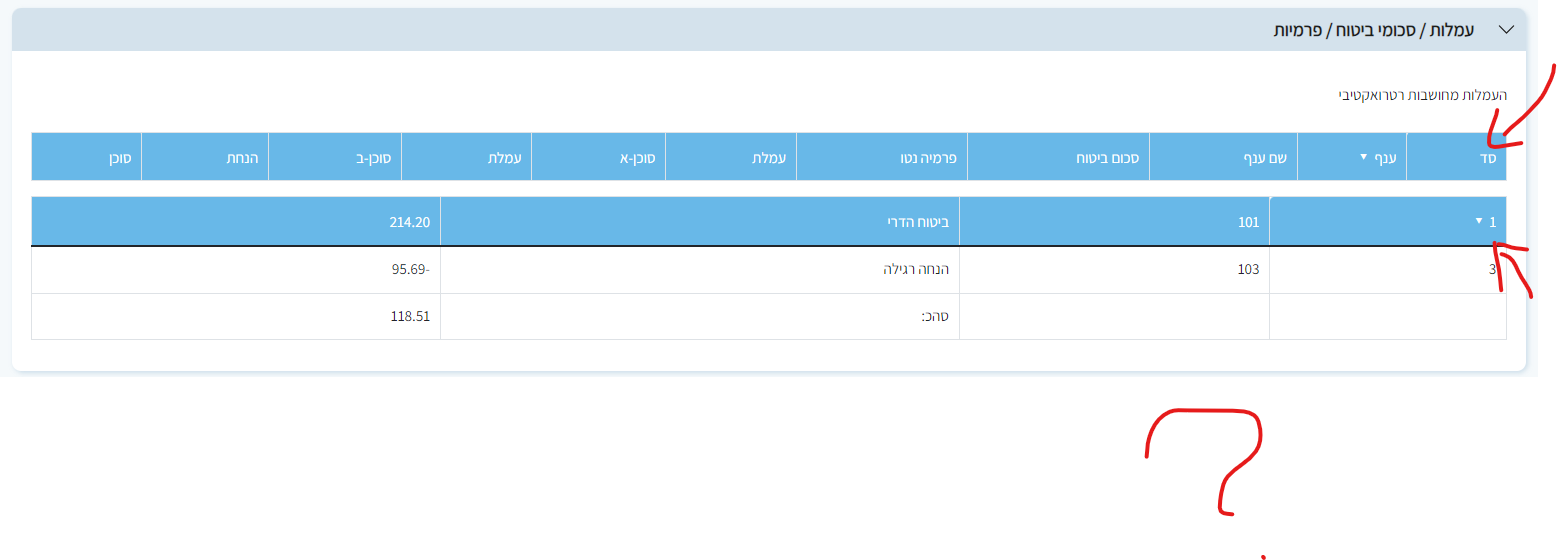 עמלות / סכומי ביטוח / פרמיות
העמלות מחושבות רטרואקטיבי
סד ענף שם ענף סכום ביטוח פרמיה נטו עמלת סוכן-א עמלת סוכן-ב הנחת סוכן
1 101 ביטוח הדרי 214.20
3 103 הנחה רגילה -95.69
סהכ: 118.51
?